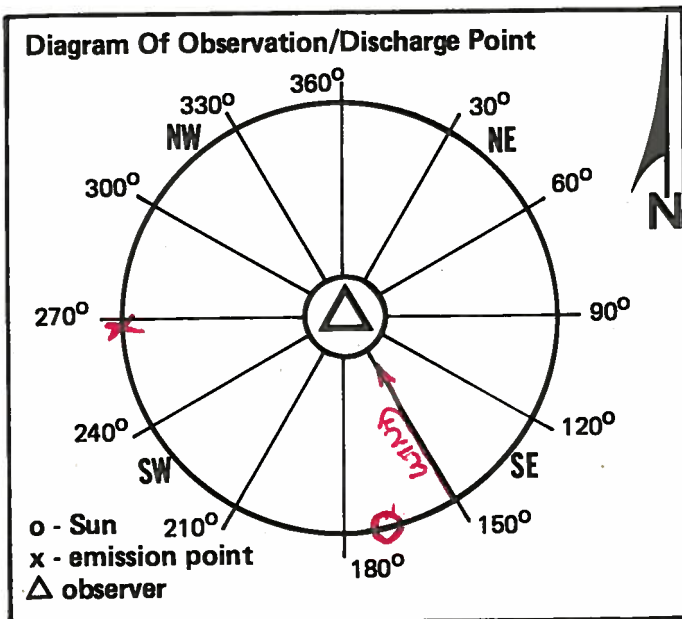 Diagram Of Observation/Discharge Point
360°
330°
30°
NW
NE
300°
60°
N
270°
90°
x
240°
120°
wind
SW
SE
o - Sun
210°
150°
x - emission point
180°
△ observer